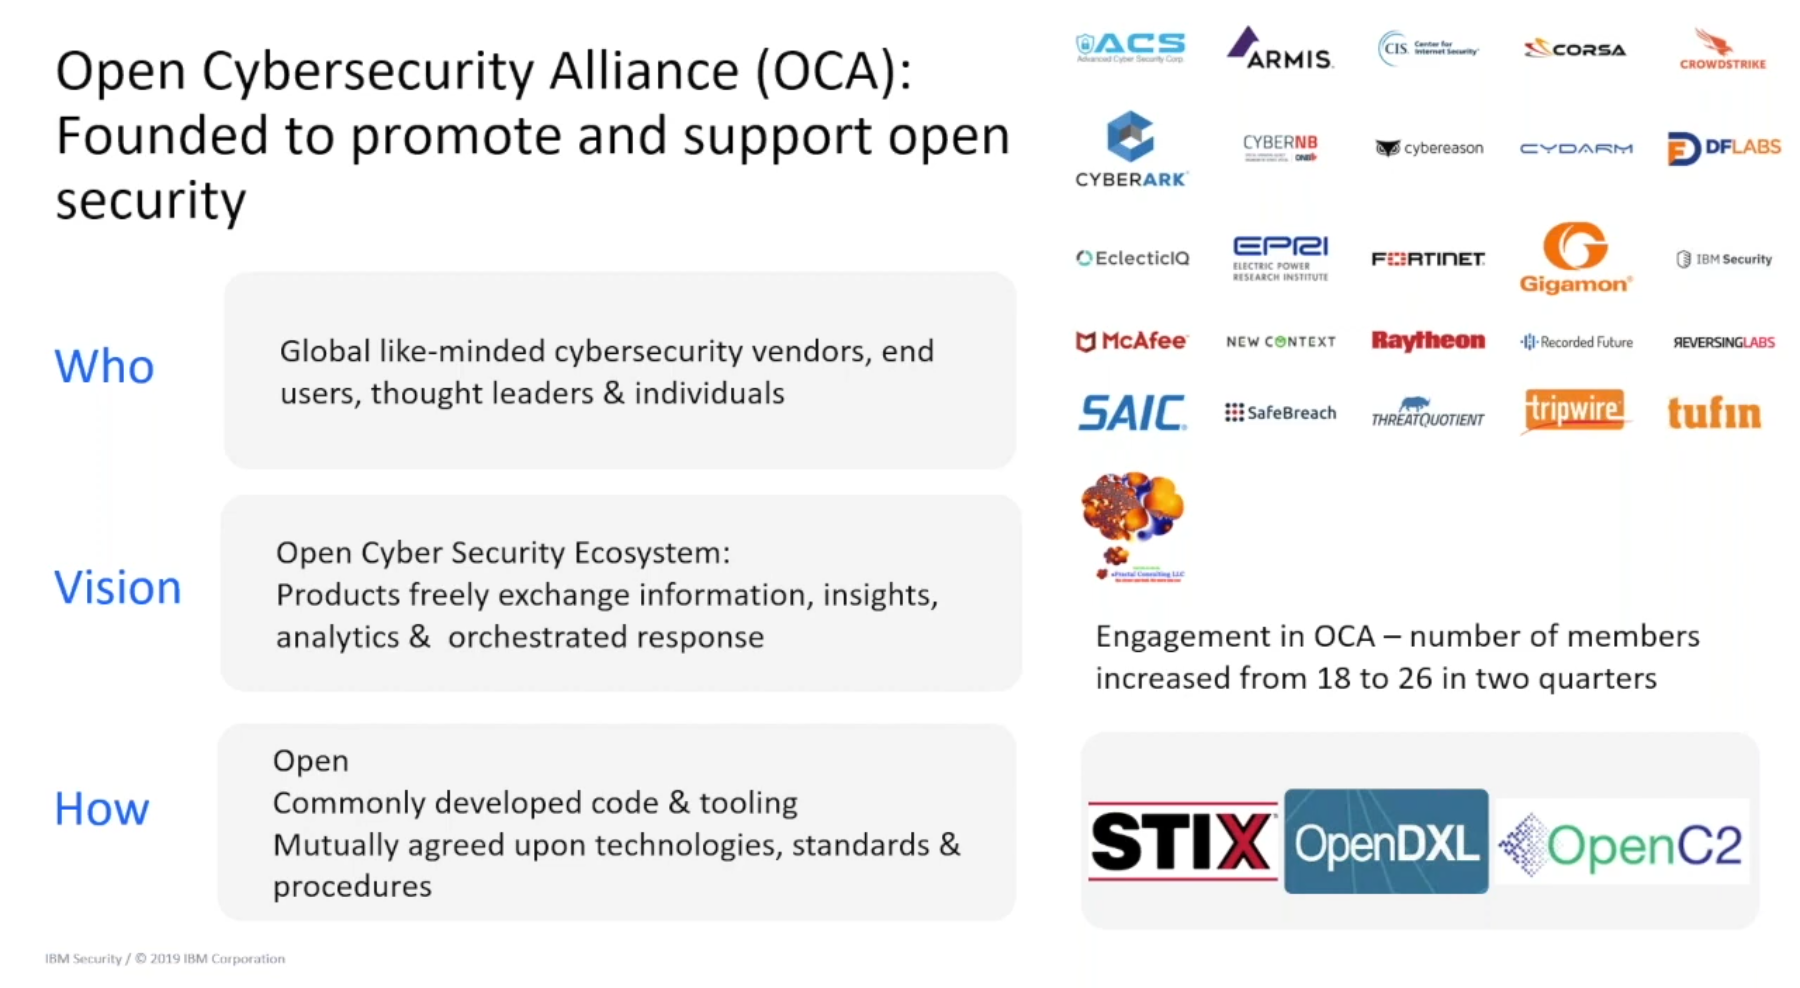 Open Cybersecurity Alliance (OCA):
Founded to promote and support open
security
Who
Global like-minded cybersecurity vendors, end
users, thought leaders & individuals
Vision
Open Cyber Security Ecosystem:
Products freely exchange information, insights,
analytics &  orchestrated response
How
Open
Commonly developed code & tooling
Mutually agreed upon technologies, standards &
procedures
IBM Security / © 2019 IBM Corporation
ACS
Advanced Cyber Security Corp.
ARMIS.
CIS. Center for
Internet Security®
CORSA
CROWDSTRIKE
CYBERARK®
CYBERNB
cybereason
CYDARM
DFLABS
EclecticIQ
EPRI
ELECTRIC POWER
RESEARCH INSTITUTE
FORTINET.
Gigamon®
IBM Security
McAfee™
NEW CONTEXT
Raytheon
Recorded Future
REVERSINGLABS
SAIC.
SafeBreach
THREATQUOTIENT
tripwire
tufin
eFractal Consulting LLC
Engagement in OCA – number of members
increased from 18 to 26 in two quarters
STIX™
OpenDXL
OpenC2